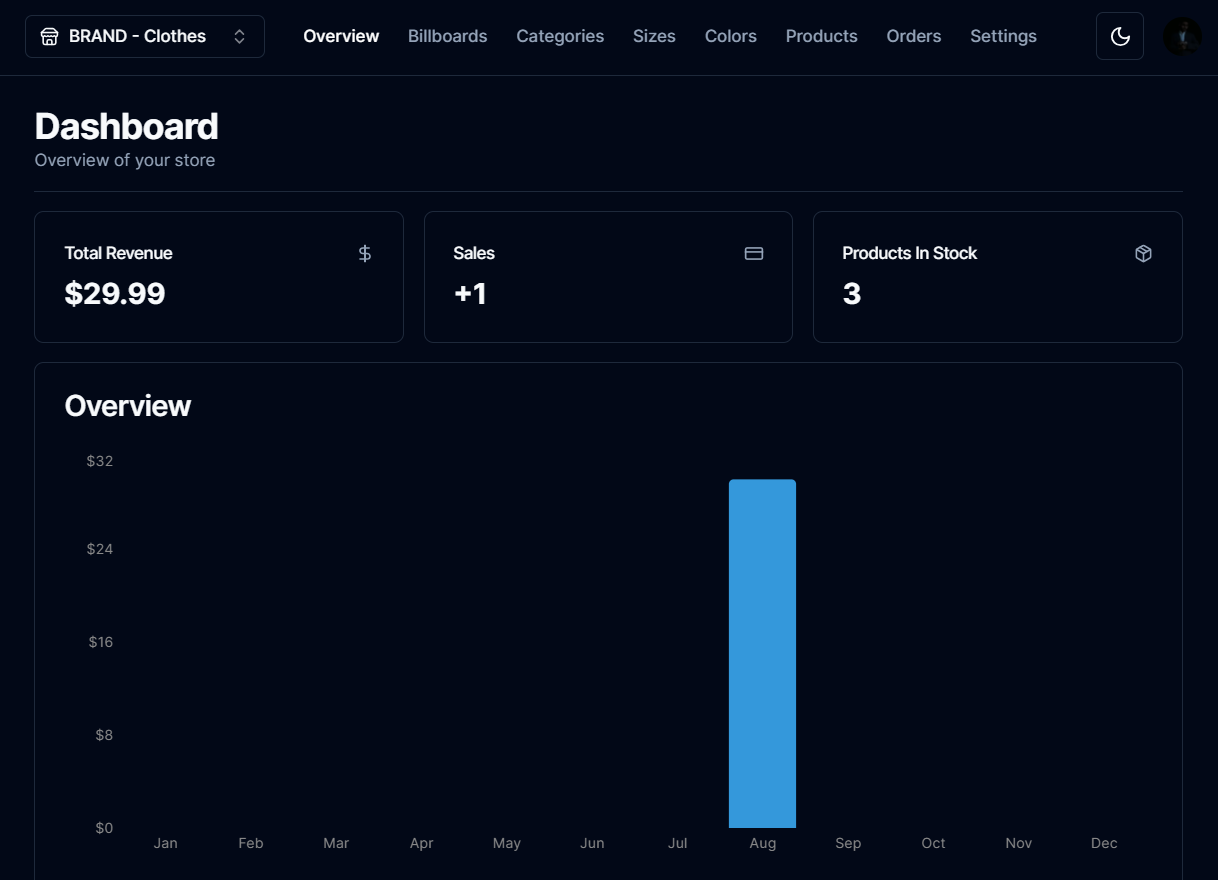 BRAND - Clothes
Overview Billboards Categories Sizes Colors Products Orders Settings
Dashboard
Overview of your store
Total Revenue
$29.99
Sales
+1
Products In Stock
3
Overview
$32
$24
$16
$8
$0
Jan Feb Mar Apr May Jun Jul Aug Sep Oct Nov Dec